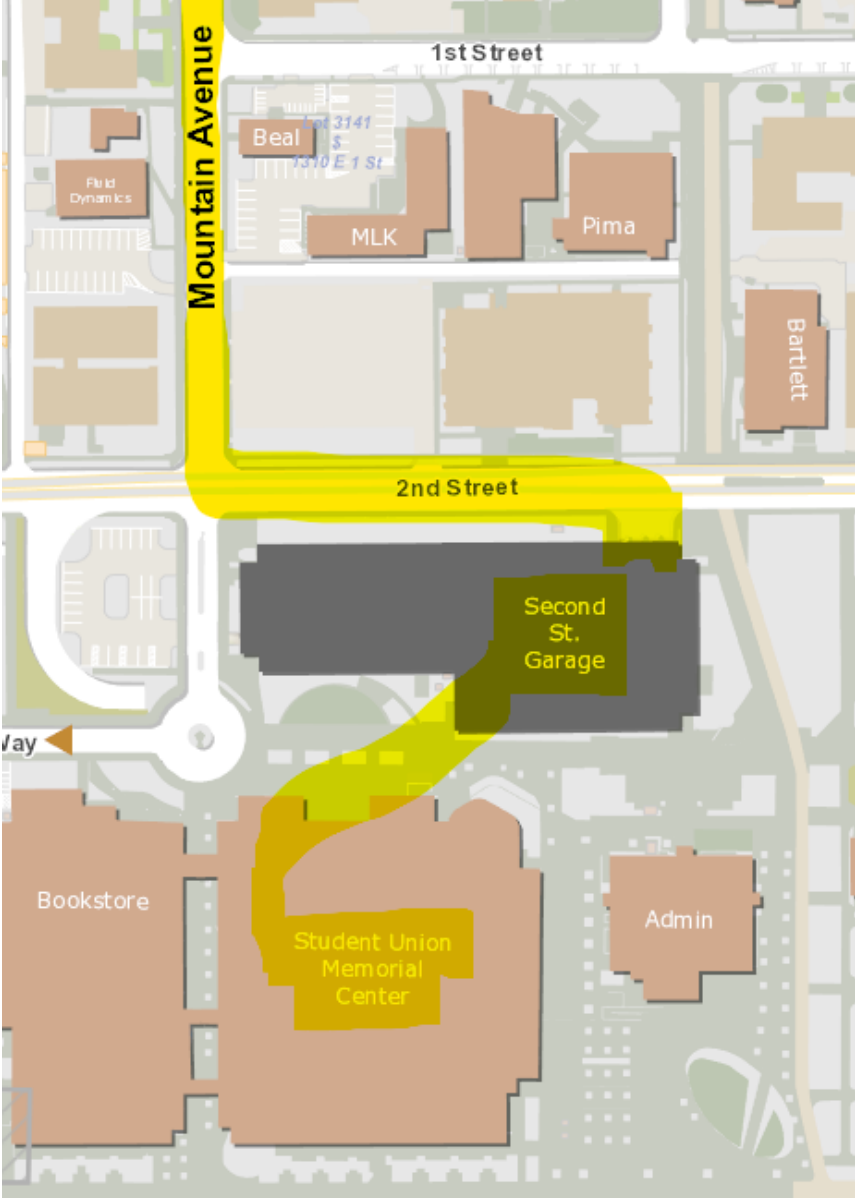 1st Street
Mountain Avenue
Beal
Lot 3141
$
1310 E 1 St
Fluid
Dynamics
MLK
Pima
Bartlett
2nd Street
Second
St.
Garage
Way
Bookstore
Student Union
Memorial
Center
Admin